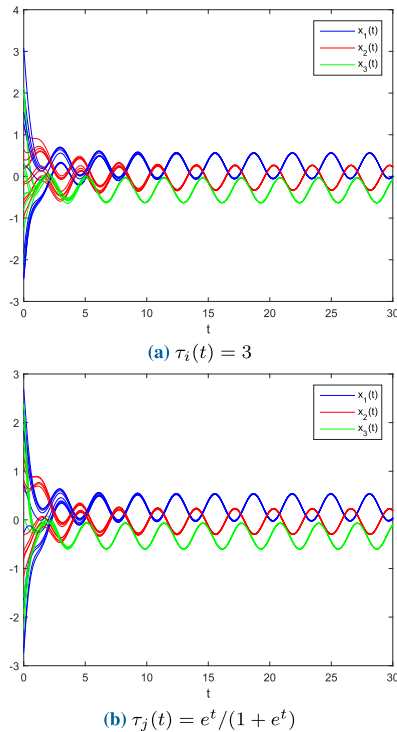 4
3
2
1
0
-1
-2
-3
0 5 10 15 20 25 30
t
x₁(t)
x₂(t)
x₃(t)
(a) τᵢ(t) = 3
3
2
1
0
-1
-2
-3
0 5 10 15 20 25 30
t
x₁(t)
x₂(t)
x₃(t)
(b) τⱼ(t) = eᵗ/(1 + eᵗ)